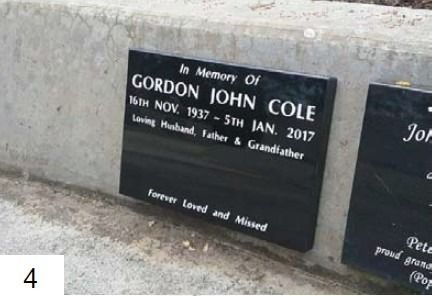 In Memory Of
GORDON JOHN COLE
16TH NOV. 1937 – 5TH JAN. 2017
Loving Husband, Father & Grandfather
Forever Loved and Missed
4